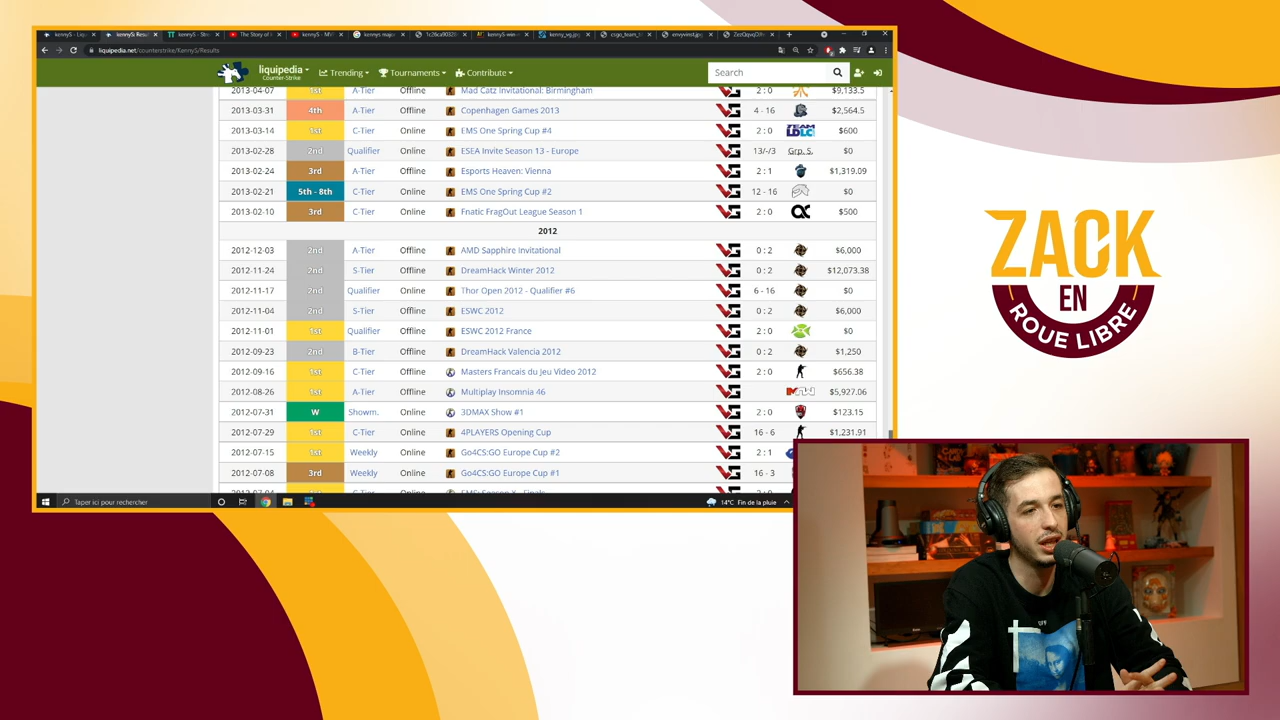 liquipedia.net/counterstrike/KennyS/Results
liquipedia Counter-Strike Trending Tournaments Contribute Search
2013-04-07 1st A-Tier Offline Mad Catz Invitational: Birmingham 2 : 0 $9,133.5
2013-03-31 4th A-Tier Offline Copenhagen Games 2013 4 - 16 $2,564.5
2013-03-14 1st C-Tier Online EMS One Spring Cup #4 2 : 0 TEAM LDLC $600
2013-02-28 2nd Qualifier Online ESEA Invite Season 13 - Europe 13/-/3 Grp. S. $0
2013-02-24 3rd A-Tier Offline Esports Heaven: Vienna 2 : 1 $1,319.09
2013-02-21 5th - 8th C-Tier Online EMS One Spring Cup #2 12 - 16 $0
2013-02-10 3rd C-Tier Online Fnatic FragOut League Season 1 2 : 0 $500
2012
2012-12-03 2nd A-Tier Offline AMD Sapphire Invitational 0 : 2 $6,000
2012-11-24 2nd S-Tier Offline DreamHack Winter 2012 0 : 2 $12,073.38
2012-11-17 2nd Qualifier Offline Thor Open 2012 - Qualifier #6 6 - 16 $0
2012-11-04 2nd S-Tier Offline ESWC 2012 0 : 2 $6,000
2012-11-01 1st Qualifier Offline ESWC 2012 France 2 : 0 $0
2012-09-23 2nd B-Tier Offline DreamHack Valencia 2012 0 : 2 $1,250
2012-09-16 1st C-Tier Offline Masters Francais du Jeu Video 2012 2 : 0 $656.38
2012-08-26 1st A-Tier Offline Multiplay Insomnia 46 $5,927.06
2012-07-31 W Showm. Online 3DMAX Show #1 2 : 0 $123.15
2012-07-29 1st C-Tier Online 4PLAYERS Opening Cup 16 - 6 $1,231.91
2012-07-15 1st Weekly Online Go4CS:GO Europe Cup #2 2 : 1
2012-07-08 3rd Weekly Online Go4CS:GO Europe Cup #1 16 - 3
Taper ici pour rechercher 14°C Fin de la pluie
ZACK
EN
ROUE LIBRE